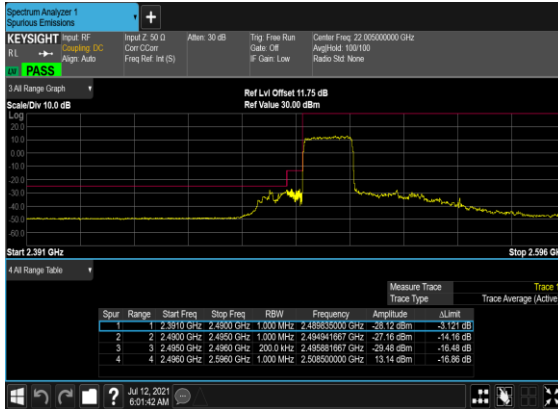 Spectrum Analyzer 1
Spurious Emissions
+
KEYSIGHT Input: RF Input Z: 50 Ω Atten: 30 dB Trig: Free Run Center Freq: 22.005000000 GHz
RL Coupling: DC Corr CCorr Gate: Off Avg|Hold: 100/100
Align: Auto Freq Ref: Int (S) IF Gain: Low Radio Std: None
PASS
3 All Range Graph Ref Lvl Offset 11.75 dB
Scale/Div 10.0 dB Ref Value 30.00 dBm
Log
20.0
10.0
0.00
-10.0
-20.0
-30.0
-40.0
-50.0
-60.0
Start 2.391 GHz Stop 2.596 GH
4 All Range Table
Measure Trace Trace 1
Trace Type Trace Average (Active
Spur Range Start Freq Stop Freq RBW Frequency Amplitude ΔLimit
1 1 2.3910 GHz 2.4900 GHz 1.000 MHz 2.489835000 GHz -28.12 dBm -3.121 dB
2 2 2.4900 GHz 2.4950 GHz 1.000 MHz 2.494941667 GHz -27.16 dBm -14.16 dB
3 3 2.4950 GHz 2.4960 GHz 200.0 kHz 2.495881667 GHz -29.48 dBm -16.48 dB
4 4 2.4960 GHz 2.5960 GHz 1.000 MHz 2.508500000 GHz 13.14 dBm -16.86 dB
? Jul 12, 2021
6:01:42 AM